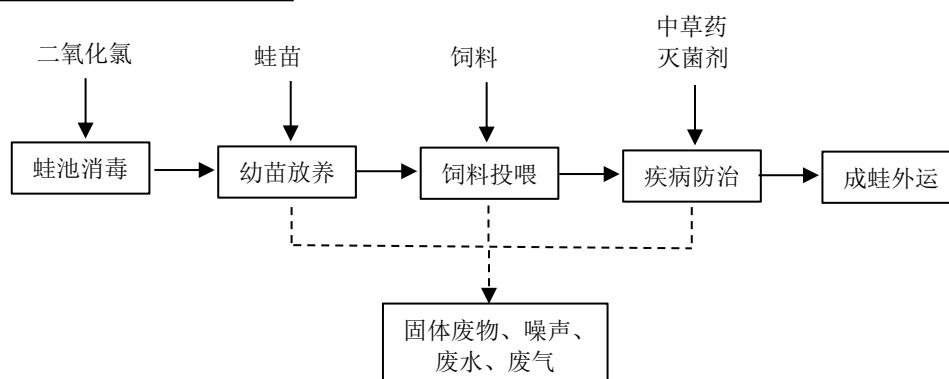 二氧化氯
蛙苗
饲料
中草药
灭菌剂
蛙池消毒
幼苗放养
饲料投喂
疾病防治
成蛙外运
固体废物、噪声、
废水、废气